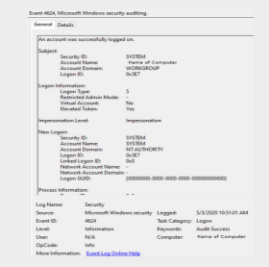 Event 4624, Microsoft Windows security auditing.
General Details
An account was successfully logged on.
Subject:
Security ID: SYSTEM
Account Name: Name of Computer
Account Domain: WORKGROUP
Logon ID: 0x3E7
Logon Information:
Logon Type: 5
Restricted Admin Mode: -
Virtual Account: No
Elevated Token: Yes
Impersonation Level: Impersonation
New Logon:
Security ID: SYSTEM
Account Name: SYSTEM
Account Domain: NT AUTHORITY
Logon ID: 0x3E7
Linked Logon ID: 0x0
Network Account Name: -
Network Account Domain: -
Logon GUID: {00000000-0000-0000-0000-000000000000}
Process Information:
Log Name: Security
Source: Microsoft Windows security Logged: 5/3/2020 10:31:01 AM
Event ID: 4624 Task Category: Logon
Level: Information Keywords: Audit Success
User: N/A Computer: Name of Computer
OpCode: Info
More Information: Event Log Online Help